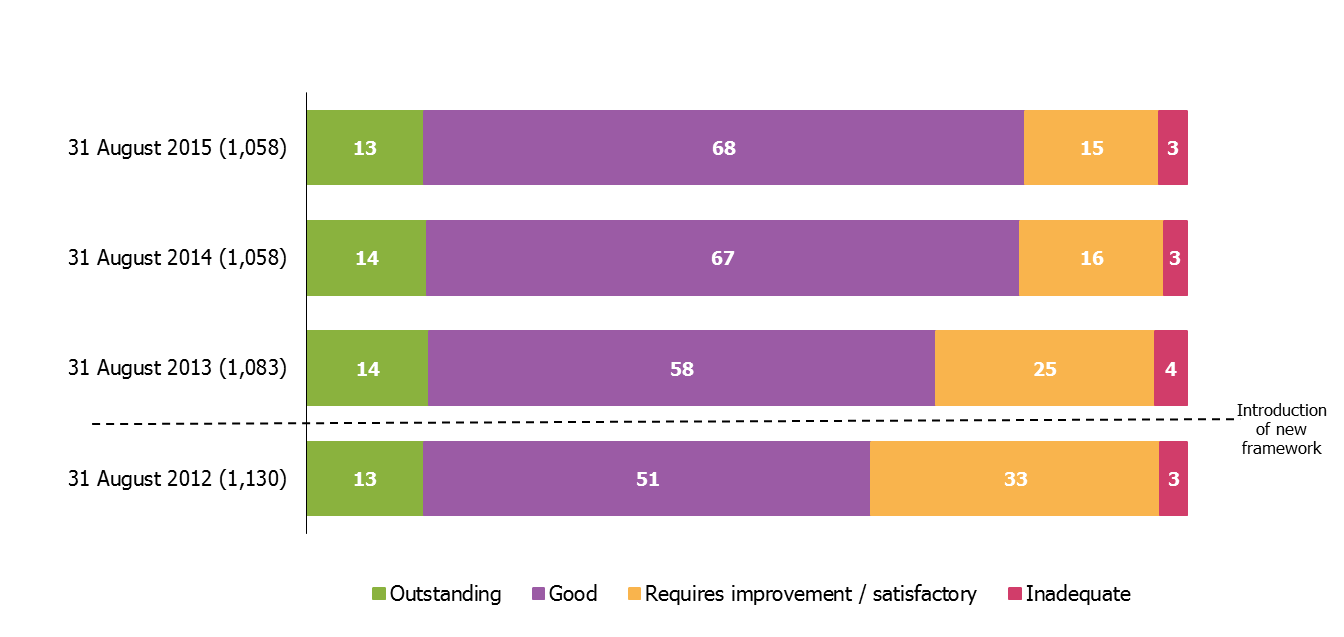 31 August 2015 (1,058)
13
68
15
3
31 August 2014 (1,058)
14
67
16
3
31 August 2013 (1,083)
14
58
25
4
Introduction
of new
framework
31 August 2012 (1,130)
13
51
33
3
Outstanding
Good
Requires improvement / satisfactory
Inadequate